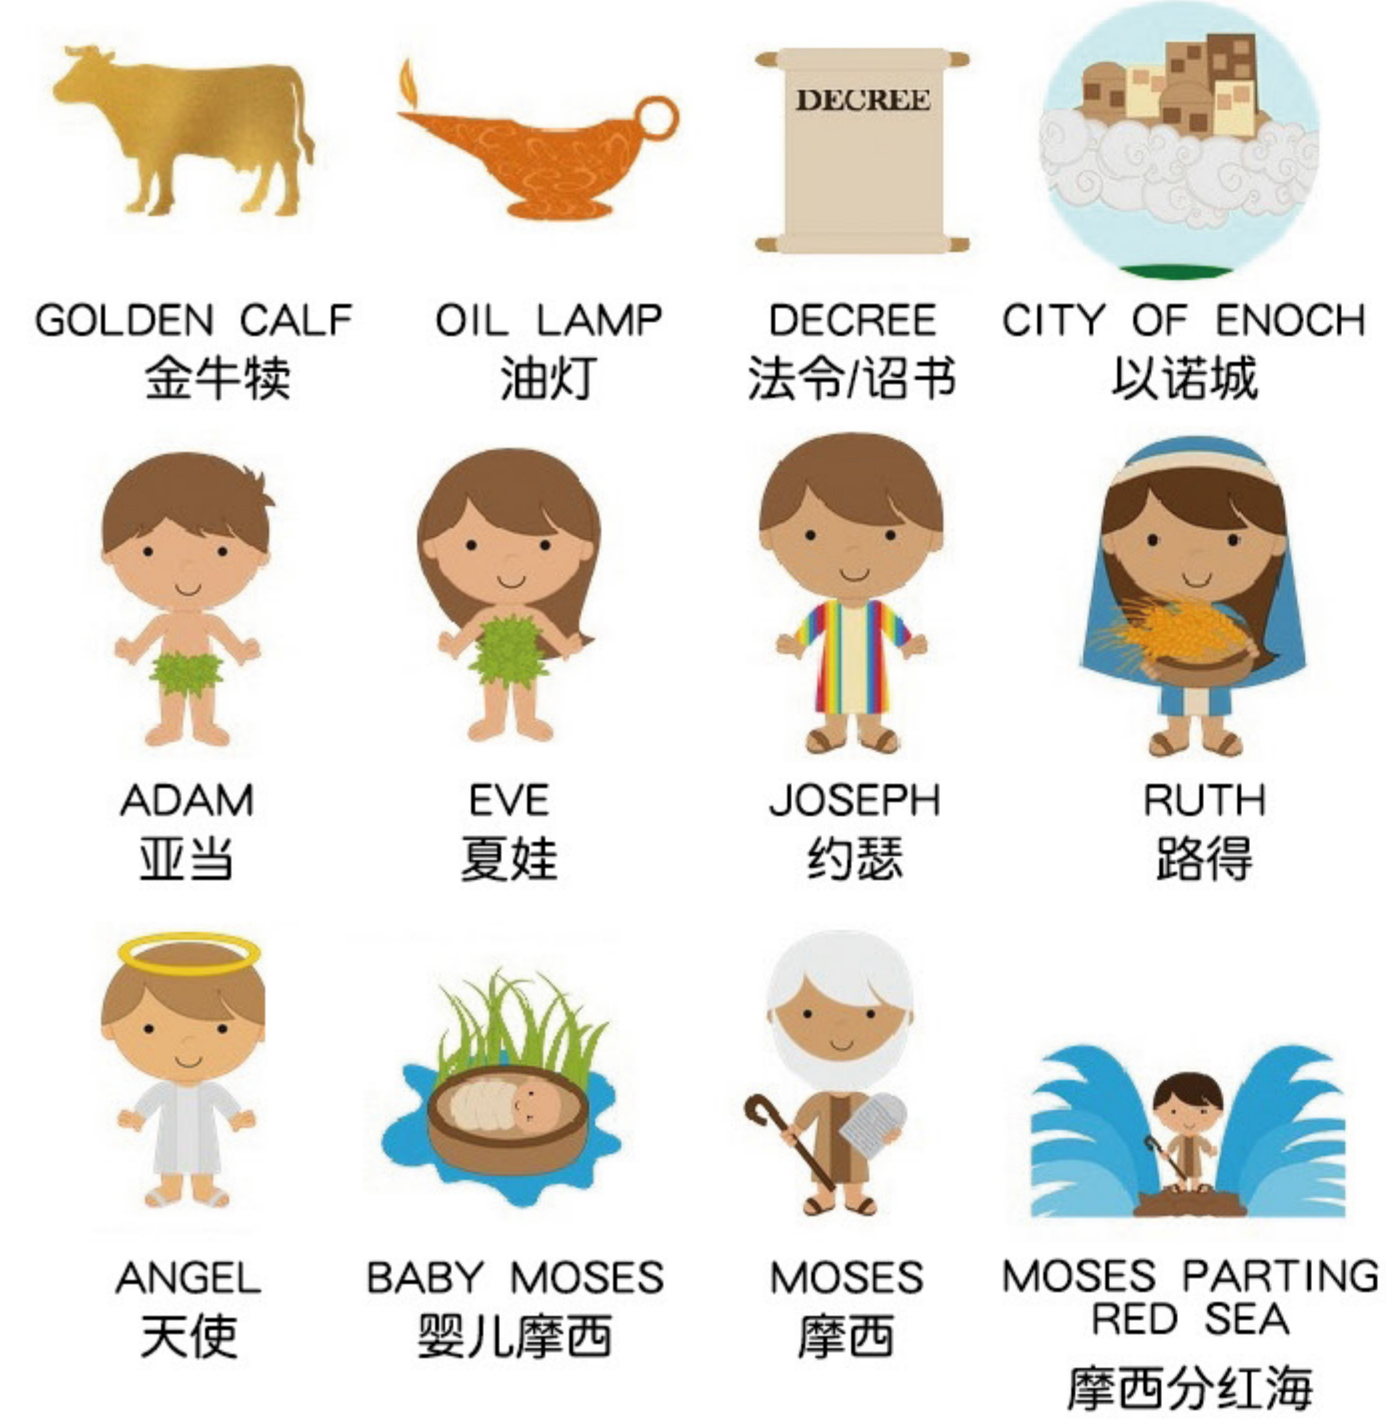 DECREE
GOLDEN CALF
金牛犊
OIL LAMP
油灯
DECREE
法令/诏书
CITY OF ENOCH
以诺城
ADAM
亚当
EVE
夏娃
JOSEPH
约瑟
RUTH
路得
ANGEL
天使
BABY MOSES
婴儿摩西
MOSES
摩西
MOSES PARTING
RED SEA
摩西分红海